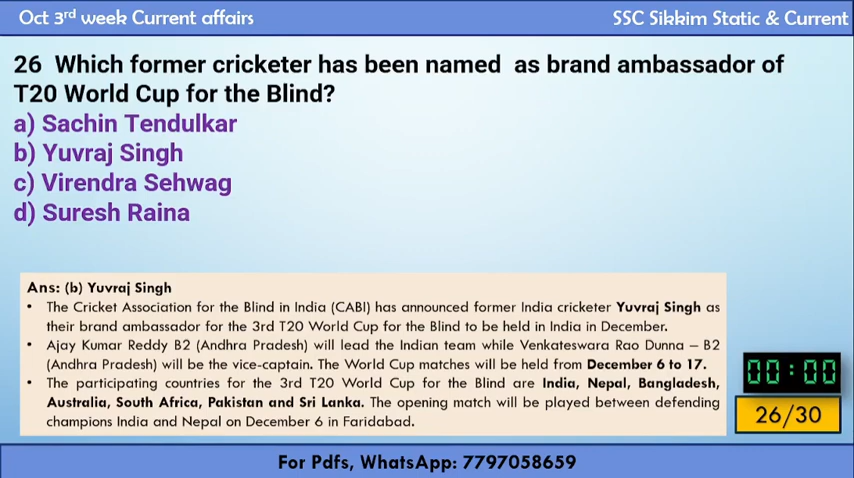 Oct 3rd week Current affairs
SSC Sikkim Static & Current
26 Which former cricketer has been named as brand ambassador of
T20 World Cup for the Blind?
a) Sachin Tendulkar
b) Yuvraj Singh
c) Virendra Sehwag
d) Suresh Raina
Ans: (b) Yuvraj Singh
• The Cricket Association for the Blind in India (CABI) has announced former India cricketer Yuvraj Singh as
their brand ambassador for the 3rd T20 World Cup for the Blind to be held in India in December.
• Ajay Kumar Reddy B2 (Andhra Pradesh) will lead the Indian team while Venkateswara Rao Dunna – B2
(Andhra Pradesh) will be the vice-captain. The World Cup matches will be held from December 6 to 17.
• The participating countries for the 3rd T20 World Cup for the Blind are India, Nepal, Bangladesh,
Australia, South Africa, Pakistan and Sri Lanka. The opening match will be played between defending
champions India and Nepal on December 6 in Faridabad.
00:00
26/30
For Pdfs, WhatsApp: 7797058659